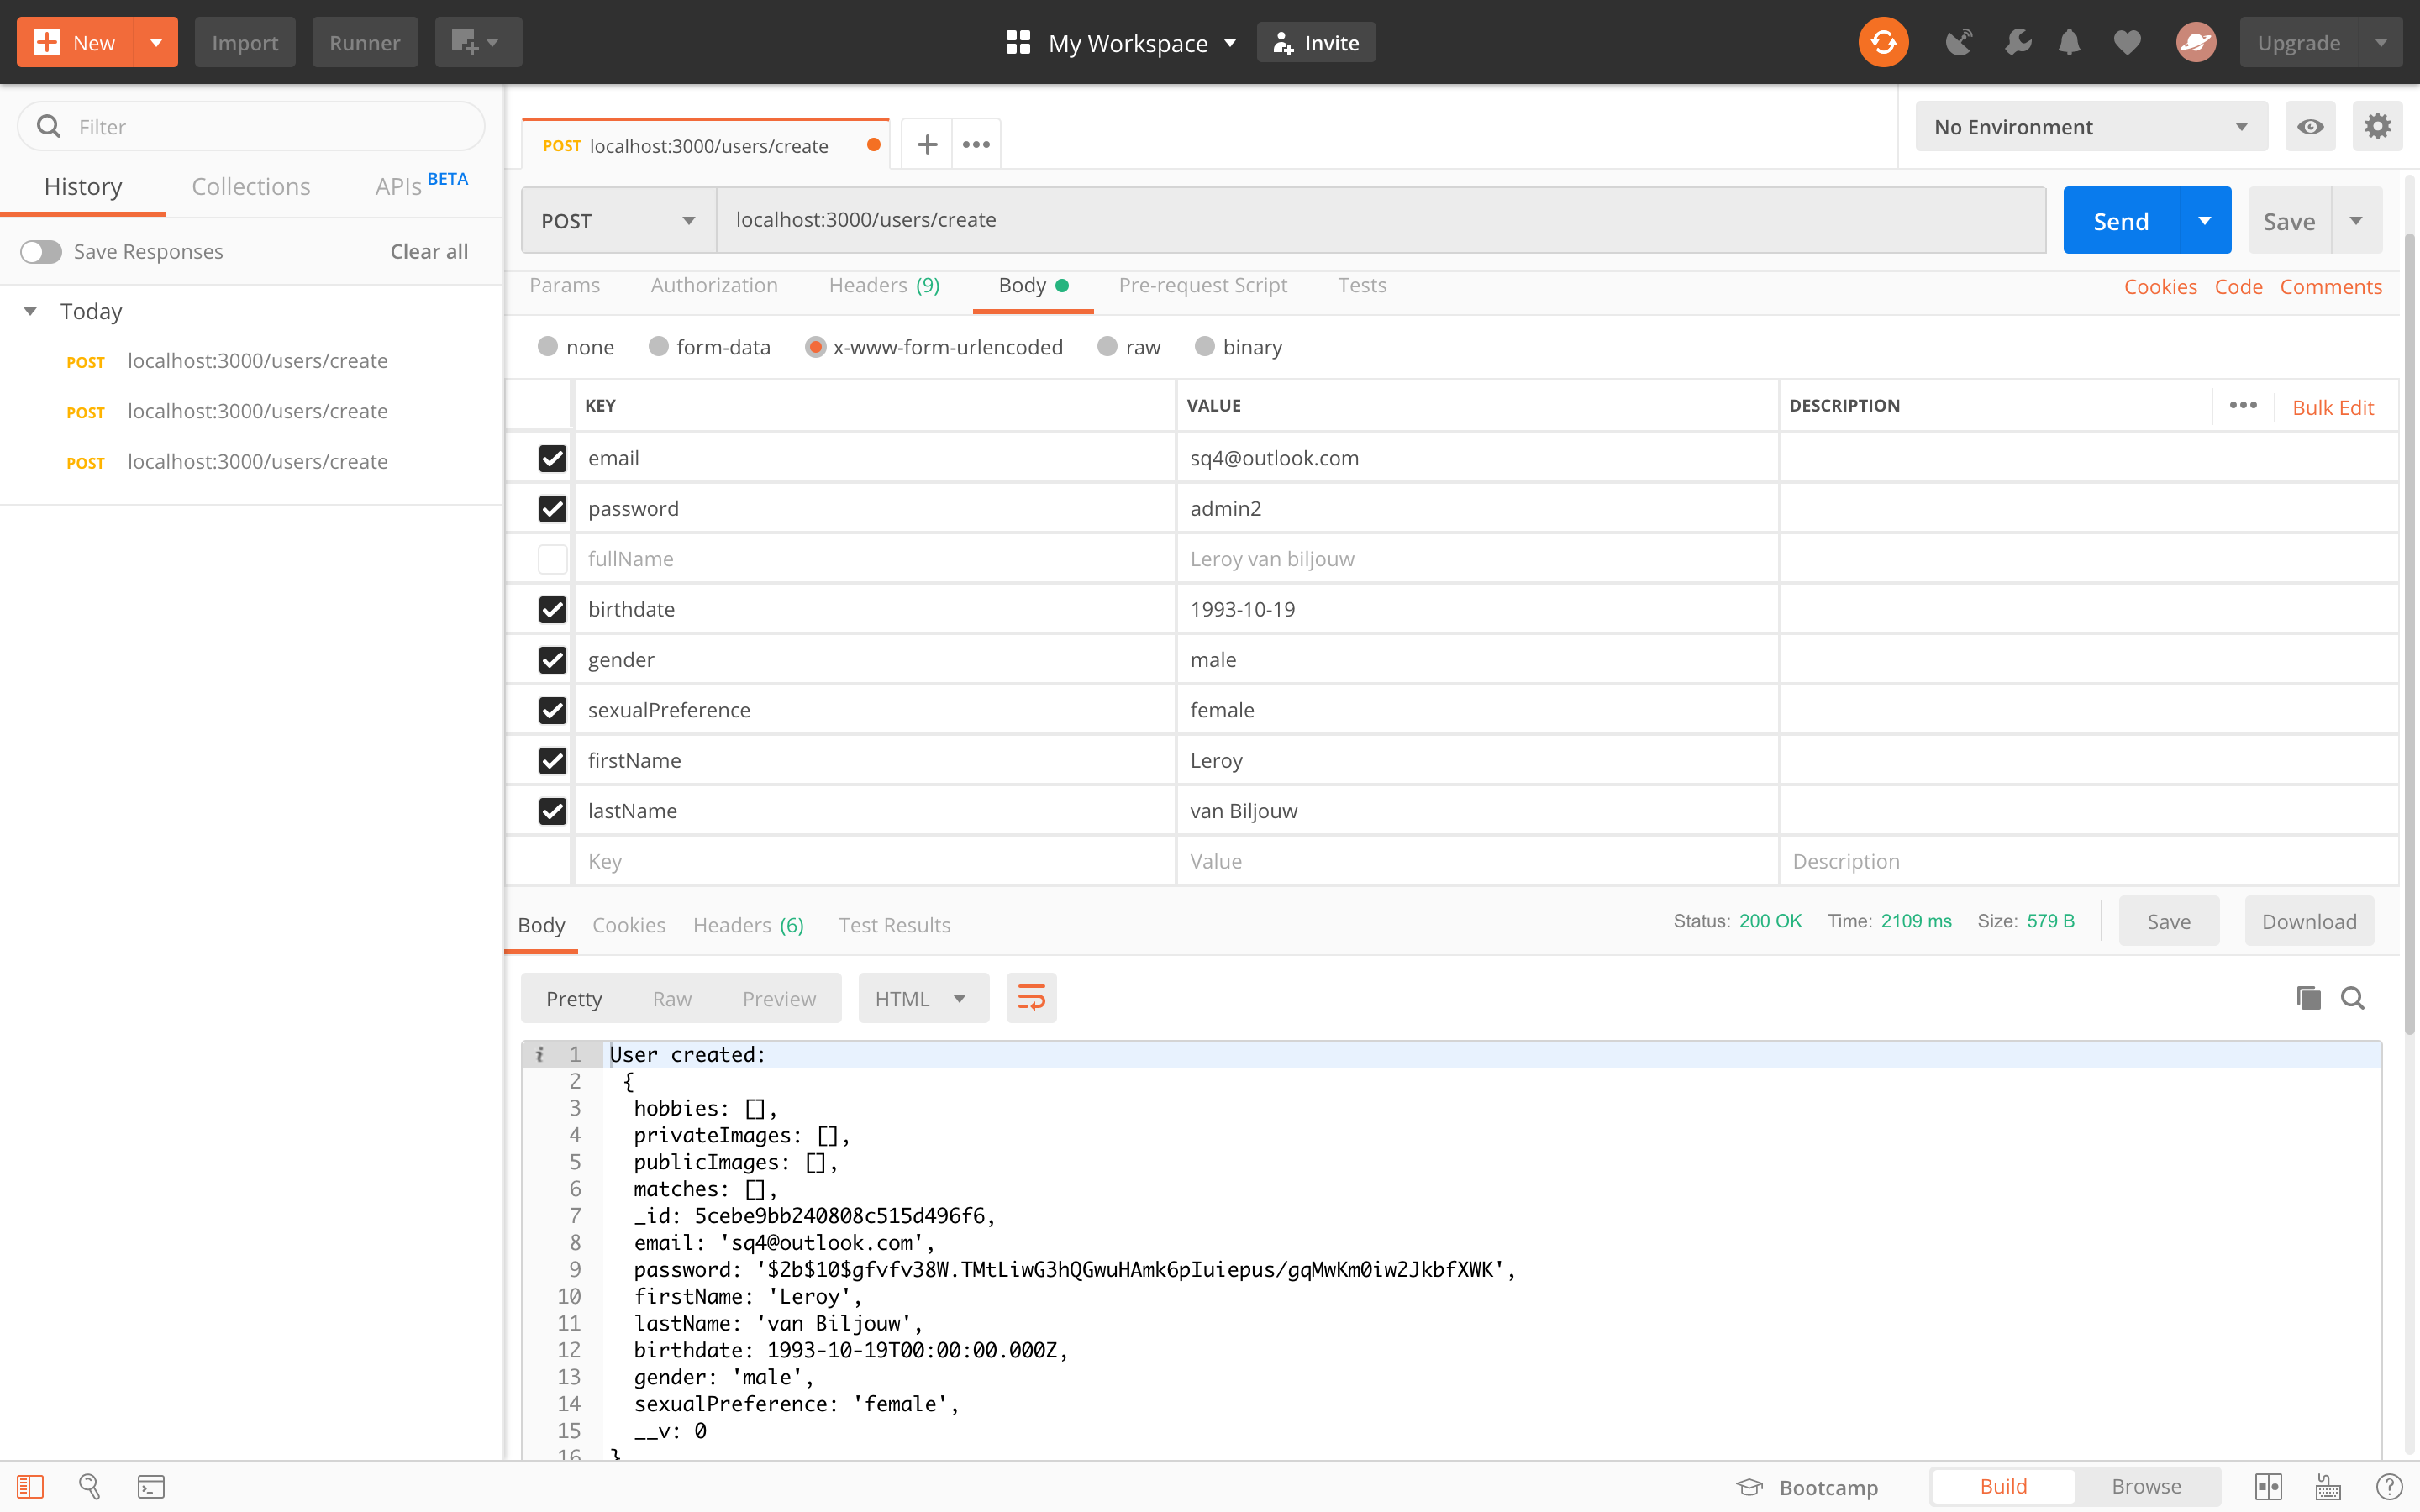 New Import Runner My Workspace Invite Upgrade
Filter
History Collections APIs BETA
Save Responses Clear all
Today
POST localhost:3000/users/create
POST localhost:3000/users/create
POST localhost:3000/users/create
POST localhost:3000/users/create
No Environment
POST localhost:3000/users/create Send Save
Params Authorization Headers (9) Body Pre-request Script Tests Cookies Code Comments
none form-data x-www-form-urlencoded raw binary
KEY VALUE DESCRIPTION Bulk Edit
email sq4@outlook.com
password admin2
fullName Leroy van biljouw
birthdate 1993-10-19
gender male
sexualPreference female
firstName Leroy
lastName van Biljouw
Key Value Description
Body Cookies Headers (6) Test Results Status: 200 OK Time: 2109 ms Size: 579 B Save Download
Pretty Raw Preview HTML
i 1 User created:
2 {
3 hobbies: [],
4 privateImages: [],
5 publicImages: [],
6 matches: [],
7 _id: 5cebe9bb240808c515d496f6,
8 email: 'sq4@outlook.com',
9 password: '$2b$10$gfvfv38W.TMtLiwG3hQGwuHAmk6pIuiepus/gqMwKm0iw2JkbfXWK',
10 firstName: 'Leroy',
11 lastName: 'van Biljouw',
12 birthdate: 1993-10-19T00:00:00.000Z,
13 gender: 'male',
14 sexualPreference: 'female',
15 __v: 0
16 }
Bootcamp Build Browse